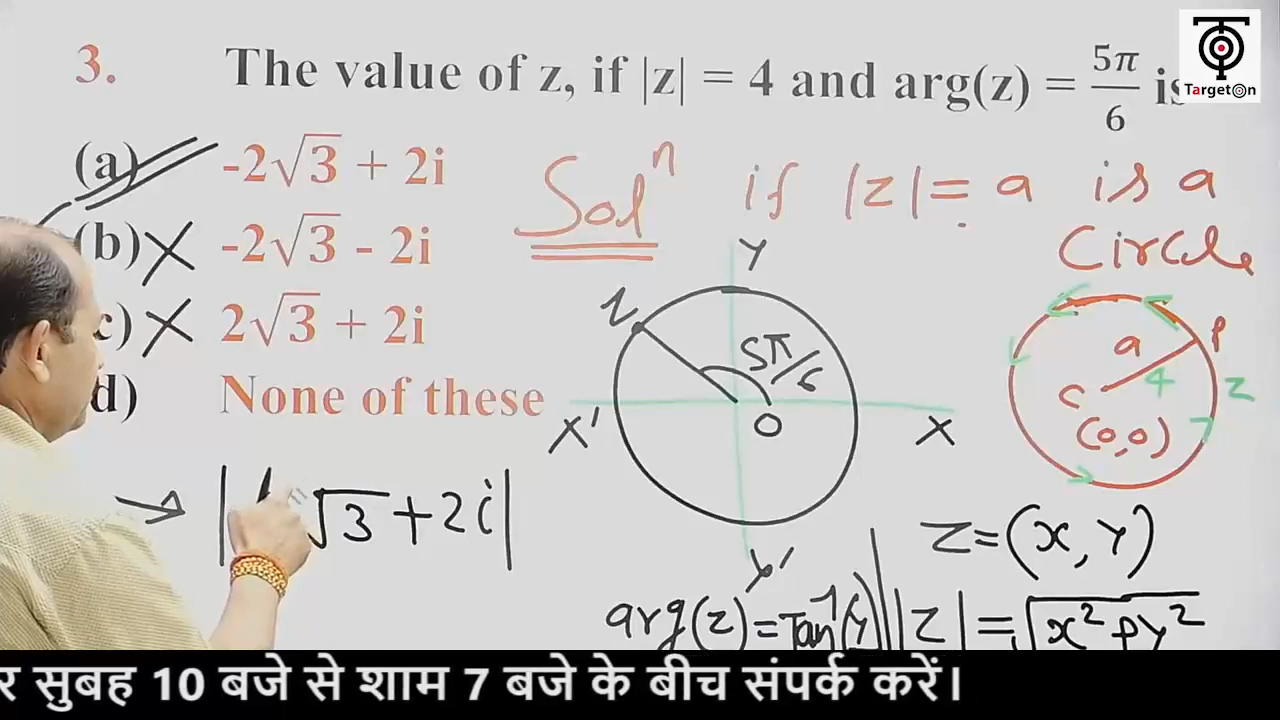 3. The value of z, if |z| = 4 and arg(z) = 5π/6 is
(a) -2√3 + 2i
(b) -2√3 - 2i
c) 2√3 + 2i
d) None of these
TargetOn
Solⁿ if |z| = a is a
Circle
Y
Z
5π/6
O
X'
X
Y'
a
P
4
C
Z
(0,0)
→ | √3 + 2i|
Z = (x, Y)
arg(z) = Tan⁻¹(Y
|Z| = √x² + y²
र सुबह 10 बजे से शाम 7 बजे के बीच संपर्क करें।